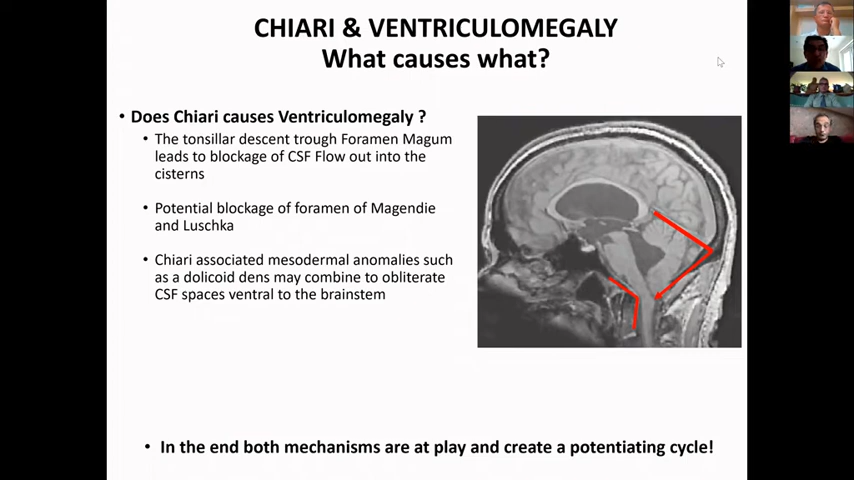 CHIARI & VENTRICULOMEGALY
What causes what?
• Does Chiari causes Ventriculomegaly ?
• The tonsillar descent trough Foramen Magum
leads to blockage of CSF Flow out into the
cisterns
• Potential blockage of foramen of Magendie
and Luschka
• Chiari associated mesodermal anomalies such
as a dolicoid dens may combine to obliterate
CSF spaces ventral to the brainstem
• In the end both mechanisms are at play and create a potentiating cycle!